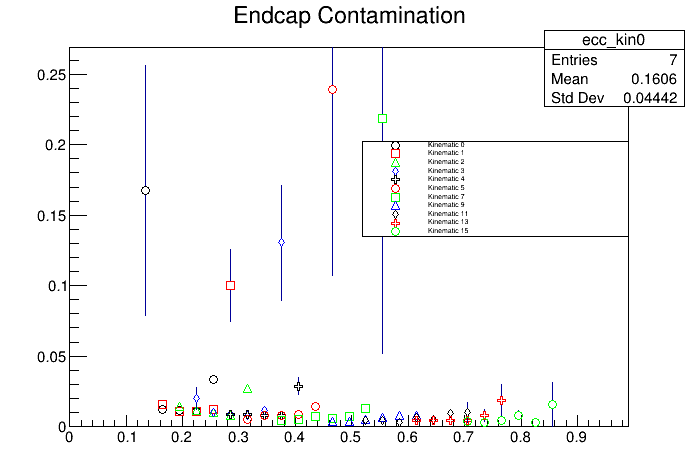 Endcap Contamination
ecc_kin0
Entries 7
Mean 0.1606
Std Dev 0.04442
0.25
0.2
0.15
0.1
0.05
0
Kinematic 0
Kinematic 1
Kinematic 2
Kinematic 3
Kinematic 4
Kinematic 5
Kinematic 7
Kinematic 9
Kinematic 11
Kinematic 13
Kinematic 15
0 0.1 0.2 0.3 0.4 0.5 0.6 0.7 0.8 0.9